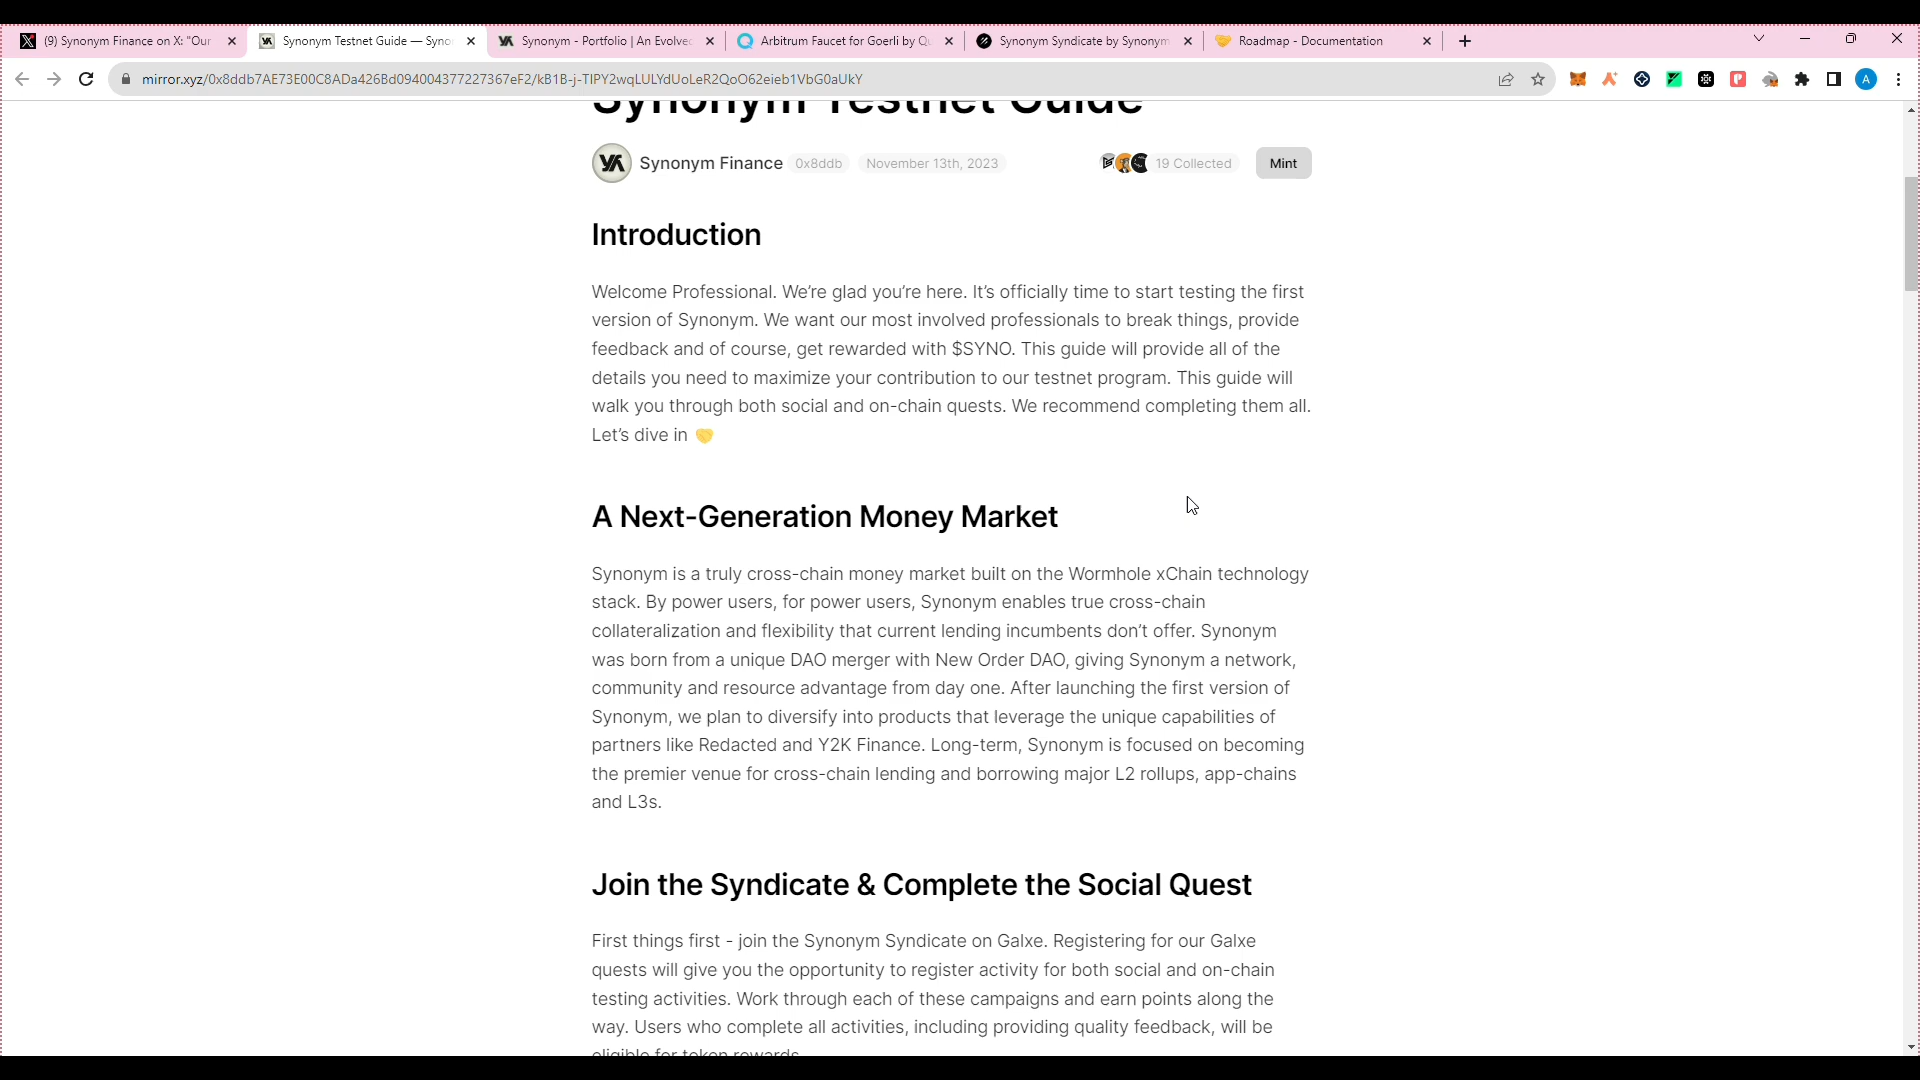 (9) Synonym Finance on X: "Our
Synonym Testnet Guide — Syno
Synonym - Portfolio | An Evolve
Arbitrum Faucet for Goerli by Q
Synonym Syndicate by Synonym
Roadmap - Documentation
mirror.xyz/0x8ddb7AE73E00C8ADa426Bd094004377227367eF2/kB1B-j-TlPY2wqLULYdUoLeR2QoO62eieb1VbG0aUkY
A
Synonym Testnet Guide
Synonym Finance 0x8ddb November 13th, 2023 19 Collected Mint
Introduction
Welcome Professional. We're glad you're here. It's officially time to start testing the first
version of Synonym. We want our most involved professionals to break things, provide
feedback and of course, get rewarded with $SYNO. This guide will provide all of the
details you need to maximize your contribution to our testnet program. This guide will
walk you through both social and on-chain quests. We recommend completing them all.
Let's dive in 🤝
A Next-Generation Money Market
Synonym is a truly cross-chain money market built on the Wormhole xChain technology
stack. By power users, for power users, Synonym enables true cross-chain
collateralization and flexibility that current lending incumbents don't offer. Synonym
was born from a unique DAO merger with New Order DAO, giving Synonym a network,
community and resource advantage from day one. After launching the first version of
Synonym, we plan to diversify into products that leverage the unique capabilities of
partners like Redacted and Y2K Finance. Long-term, Synonym is focused on becoming
the premier venue for cross-chain lending and borrowing major L2 rollups, app-chains
and L3s.
Join the Syndicate & Complete the Social Quest
First things first - join the Synonym Syndicate on Galxe. Registering for our Galxe
quests will give you the opportunity to register activity for both social and on-chain
testing activities. Work through each of these campaigns and earn points along the
way. Users who complete all activities, including providing quality feedback, will be
eligible for token rewards.